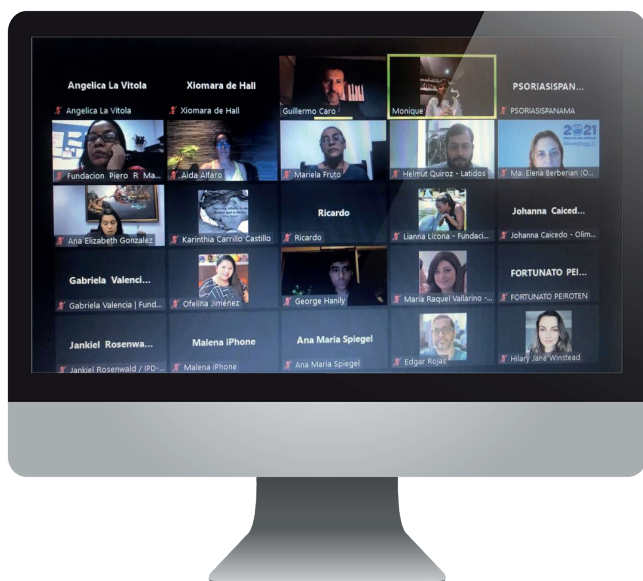 Angelica La Vitola
Angelica La Vitola
Xiomara de Hall
Xiomara de Hall
Guillermo Caro
Monique
PSORIASISPAN...
PSORIASISPANAMA
Fundacion Piero R Ma...
Aida Alfaro
Mariela Fruto
Helmut Quiroz - Latidos
2021
Ma. Elena Berberian (O...
Ana Elizabeth Gonzalez
Karinthia Carrillo Castillo
Ricardo
Ricardo
Lianna Licona - Fundaci...
Johanna Caiced...
Johanna Caicedo - Olim...
Gabriela Valenci...
Gabriela Valencia | Fund...
Ofelina Jiménez
George Hanily
Maria Raquel Vallarino -...
FORTUNATO PEI...
FORTUNATO PEIROTEN
Jankiel Rosenwa...
Jankiel Rosenwald / IPD-...
Malena iPhone
Malena iPhone
Ana Maria Spiegel
Ana Maria Spiegel
Edgar Rojas
Hilary Jane Winstead